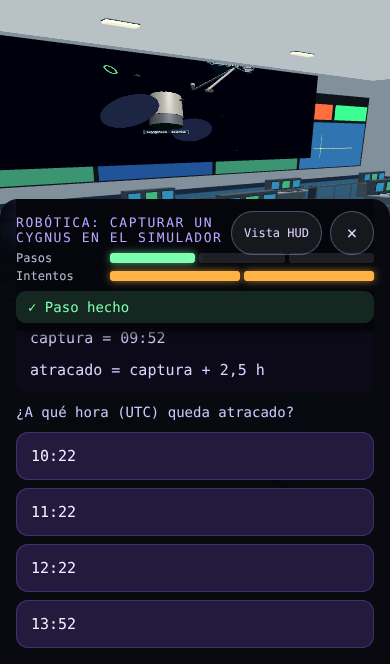 ROBÓTICA: CAPTURAR UN
CYGNUS EN EL SIMULADOR
Vista HUD
×
Pasos
Intentos
✓ Paso hecho
captura = 09:52
atracado = captura + 2,5 h
¿A qué hora (UTC) queda atracado?
10:22
11:22
12:22
13:52